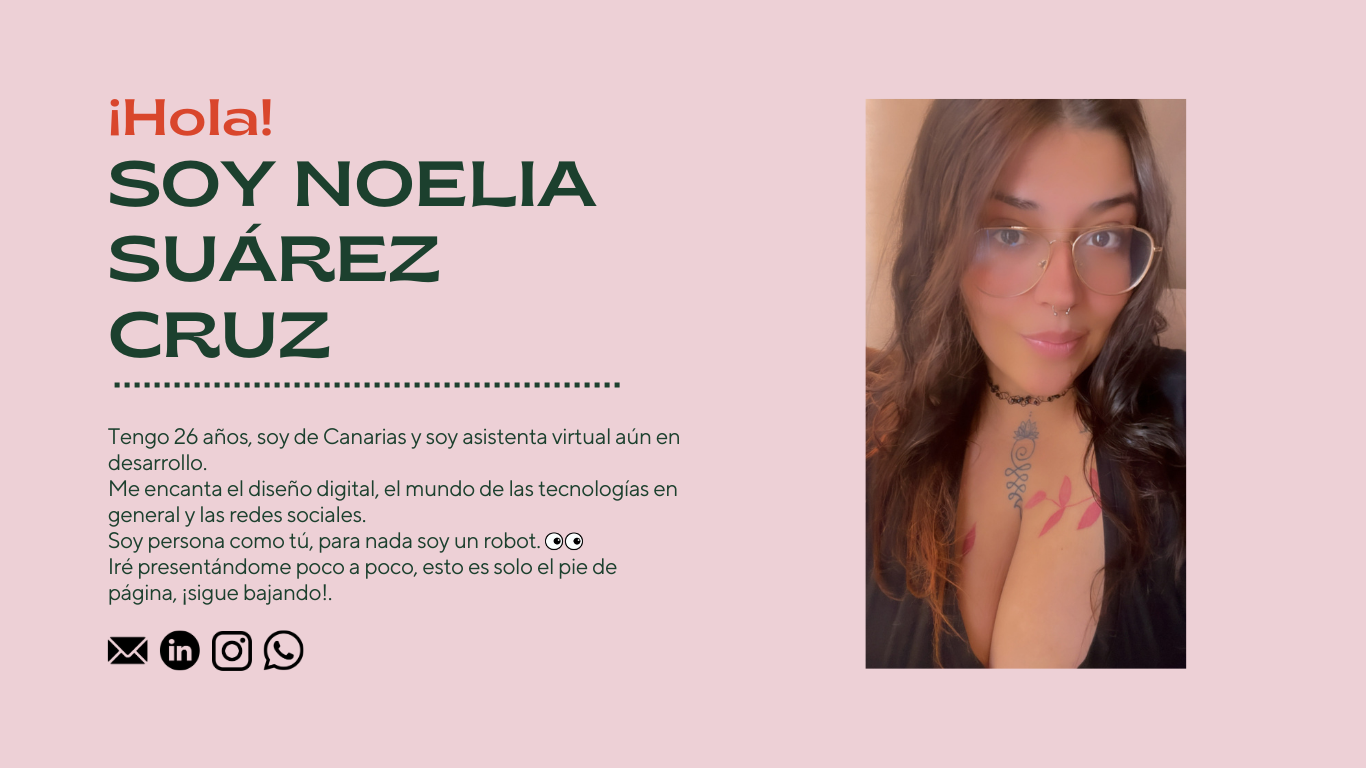 ¡Hola!
SOY NOELIA
SUÁREZ
CRUZ
Tengo 26 años, soy de Canarias y soy asistenta virtual aún en
desarrollo.
Me encanta el diseño digital, el mundo de las tecnologías en
general y las redes sociales.
Soy persona como tú, para nada soy un robot. 👀
Iré presentándome poco a poco, esto es solo el pie de
página, ¡sigue bajando!.
in